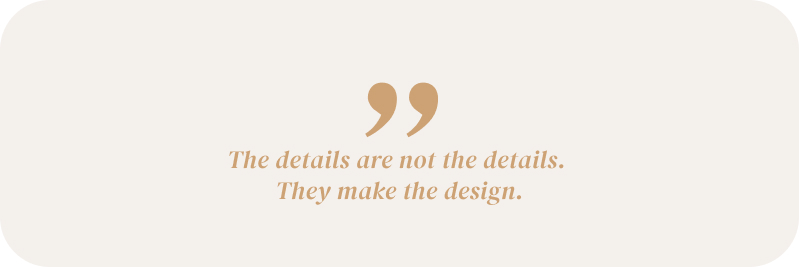 ”
The details are not the details.
They make the design.